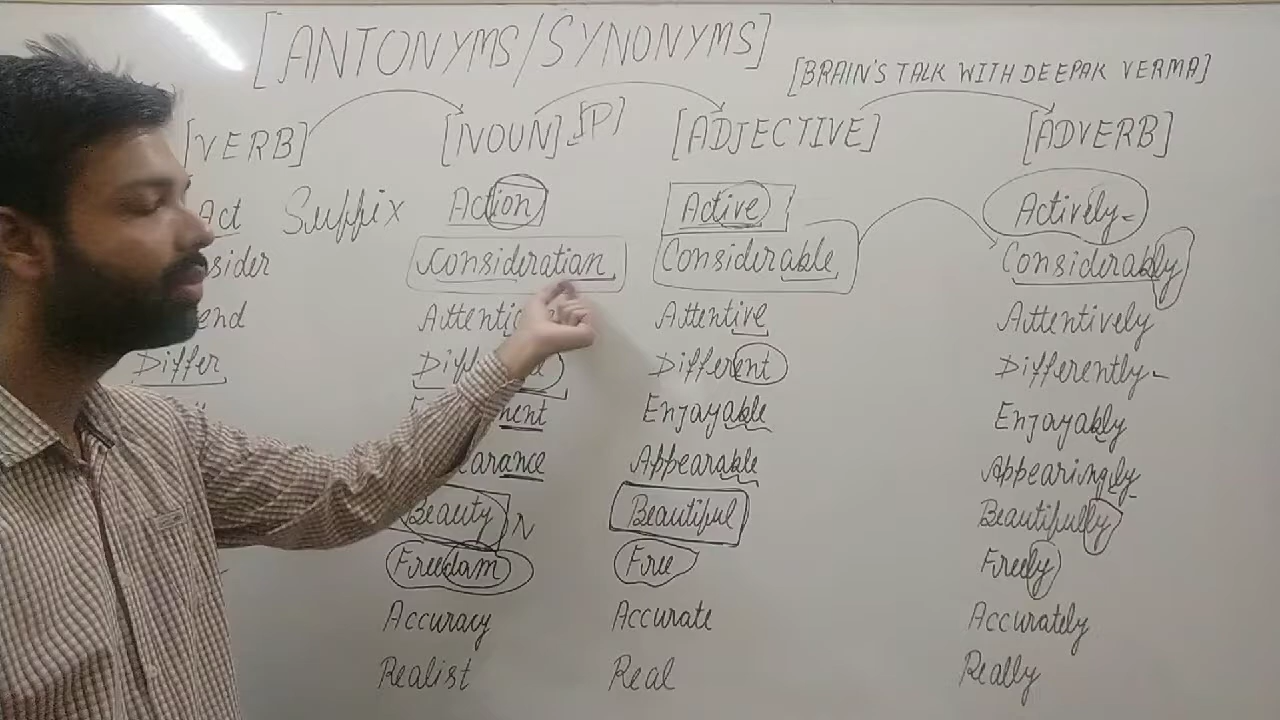 [ANTONYMS/SYNONYMS]
[BRAIN'S TALK WITH DEEPAK VERMA]
[VERB] [NOUN] [P] [ADJECTIVE] [ADVERB]
Act Suffix Action Active Actively
sider Consideration Considerable Considerably
end Attentio Attentive Attentively
Differ Different Differently
ment Enjoyable Enjoyably
arance Appearable Appearingly
Beauty N Beautiful Beautifully
Freedom Free Freely
Accuracy Accurate Accurately
Realist Real Really